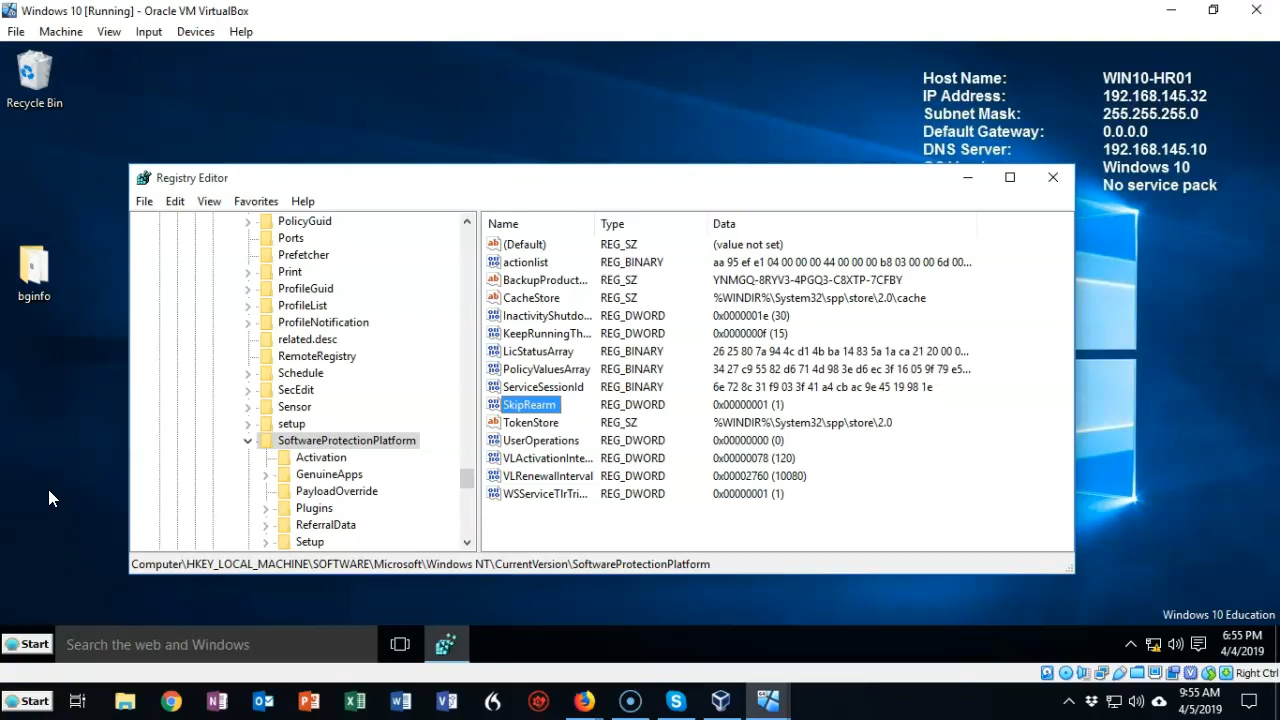 Windows 10 [Running] - Oracle VM VirtualBox
File Machine View Input Devices Help
Recycle Bin
Host Name: WIN10-HR01
IP Address: 192.168.145.32
Subnet Mask: 255.255.255.0
Default Gateway: 0.0.0.0
DNS Server: 192.168.145.10
Windows 10
No service pack
bginfo
Registry Editor
File Edit View Favorites Help
PolicyGuid
Ports
Prefetcher
Print
ProfileGuid
ProfileList
ProfileNotification
related.desc
RemoteRegistry
Schedule
SecEdit
Sensor
setup
SoftwareProtectionPlatform
Activation
GenuineApps
PayloadOverride
Plugins
ReferralData
Setup
Name Type Data
(Default) REG_SZ (value not set)
actionlist REG_BINARY aa 95 ef e1 04 00 00 00 44 00 00 00 b8 03 00 00 6d 00...
BackupProduct... REG_SZ YNMGQ-8RYV3-4PGQ3-C8XTP-7CFBY
CacheStore REG_SZ %WINDIR%\System32\spp\store\2.0\cache
InactivityShutdo... REG_DWORD 0x0000001e (30)
KeepRunningTh... REG_DWORD 0x0000000f (15)
LicStatusArray REG_BINARY 26 25 80 7a 94 4c d1 4b ba 14 83 5a 1a ca 21 20 00 0...
PolicyValuesArray REG_BINARY 34 27 c9 55 82 d6 71 4d 98 3e d6 ec 3f 16 05 9f 79 e5...
ServiceSessionId REG_BINARY 6e 72 8c 31 f9 03 3f 41 a4 cb ac 9e 45 19 98 1e
SkipRearm REG_DWORD 0x00000001 (1)
TokenStore REG_SZ %WINDIR%\System32\spp\store\2.0
UserOperations REG_DWORD 0x00000000 (0)
VLActivationInte... REG_DWORD 0x00000078 (120)
VLRenewalInterval REG_DWORD 0x00002760 (10080)
WSServiceTlrTri... REG_DWORD 0x00000001 (1)
Computer\HKEY_LOCAL_MACHINE\SOFTWARE\Microsoft\Windows NT\CurrentVersion\SoftwareProtectionPlatform
Windows 10 Education
Start Search the web and Windows
6:55 PM
4/4/2019
Right Ctrl
Start
9:55 AM
4/5/2019